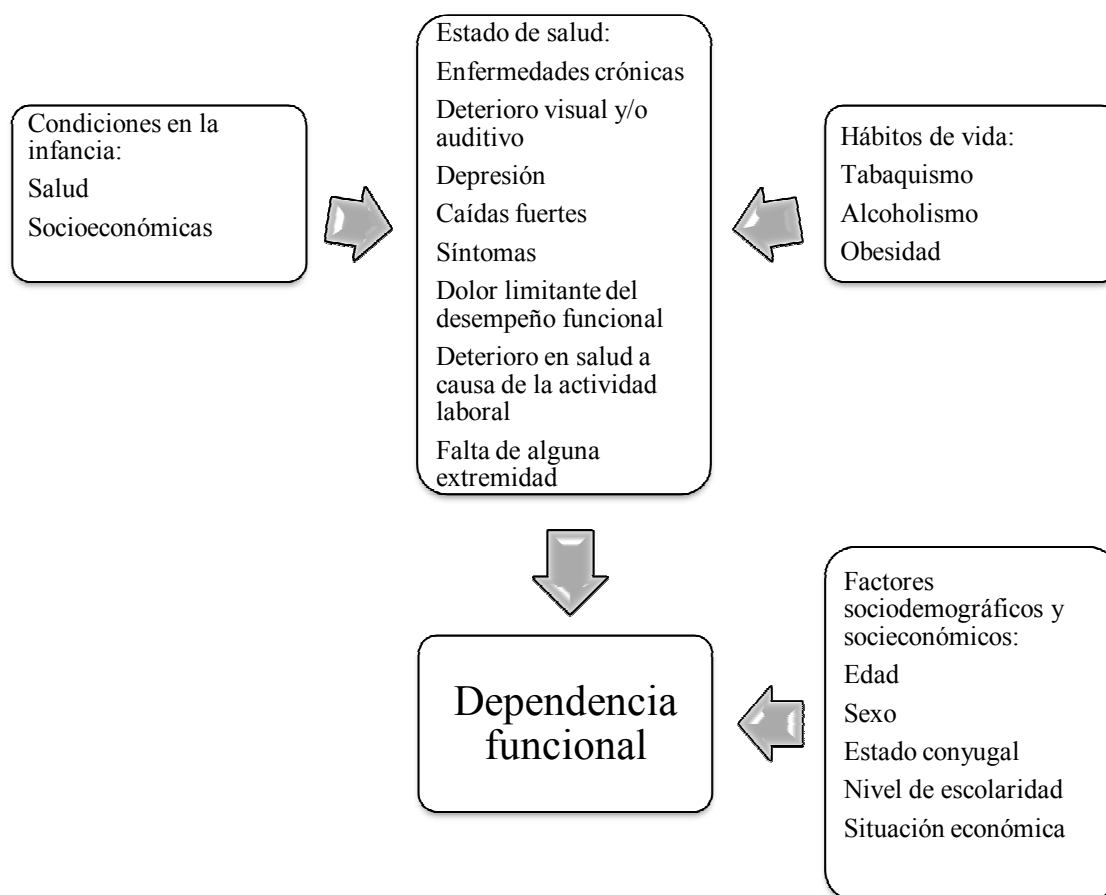 Condiciones en la
infancia:
Salud
Socioeconómicas
Estado de salud:
Enfermedades crónicas
Deterioro visual y/o
auditivo
Depresión
Caídas fuertes
Síntomas
Dolor limitante del
desempeño funcional
Deterioro en salud a
causa de la actividad
laboral
Falta de alguna
extremidad
Hábitos de vida:
Tabaquismo
Alcoholismo
Obesidad
Dependencia
funcional
Factores
sociodemográficos y
socieconómicos:
Edad
Sexo
Estado conyugal
Nivel de escolaridad
Situación económica